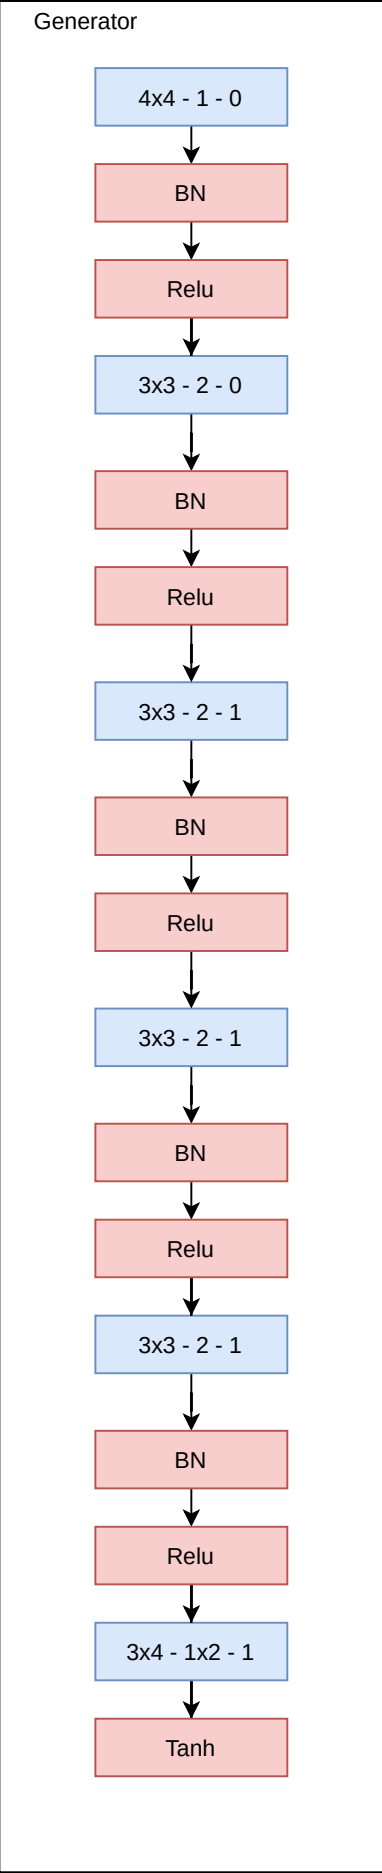 Generator
4x4 - 1 - 0
BN
Relu
3x3 - 2 - 0
BN
Relu
3x3 - 2 - 1
BN
Relu
3x3 - 2 - 1
BN
Relu
3x3 - 2 - 1
BN
Relu
3x4 - 1x2 - 1
Tanh